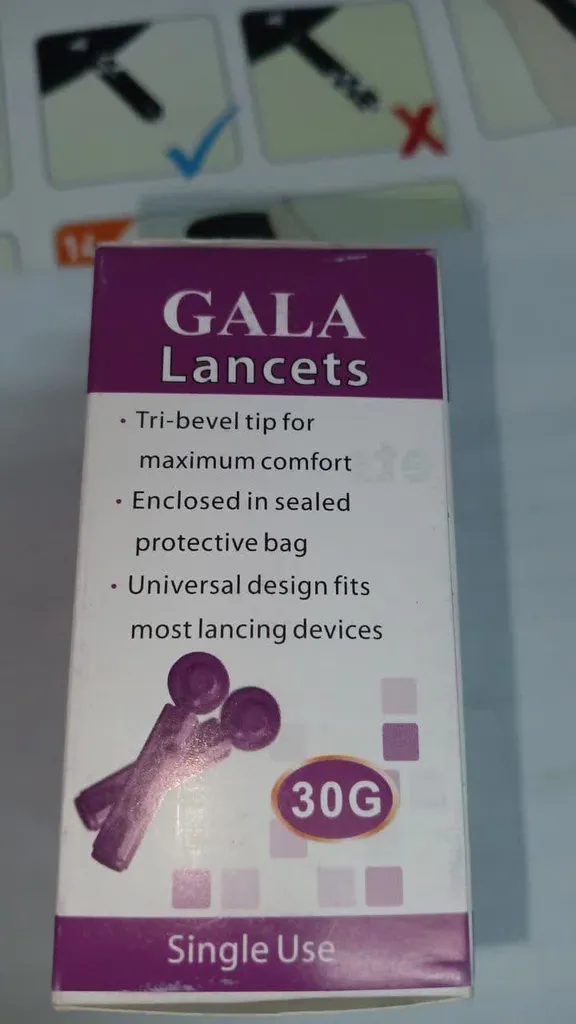 14
GALA
Lancets
• Tri-bevel tip for
maximum comfort
• Enclosed in sealed
protective bag
• Universal design fits
most lancing devices
30G
Single Use